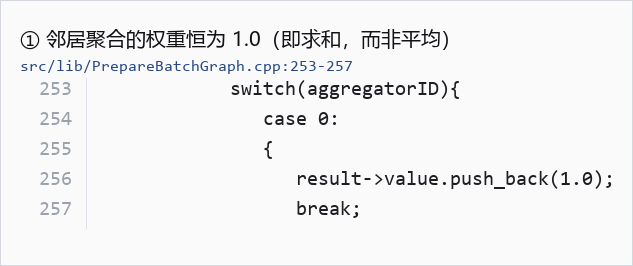 ① 邻居聚合的权重恒为 1.0（即求和，而非平均）
src/lib/PrepareBatchGraph.cpp:253-257
253 switch(aggregatorID){
254 case 0:
255 {
256 result->value.push_back(1.0);
257 break;